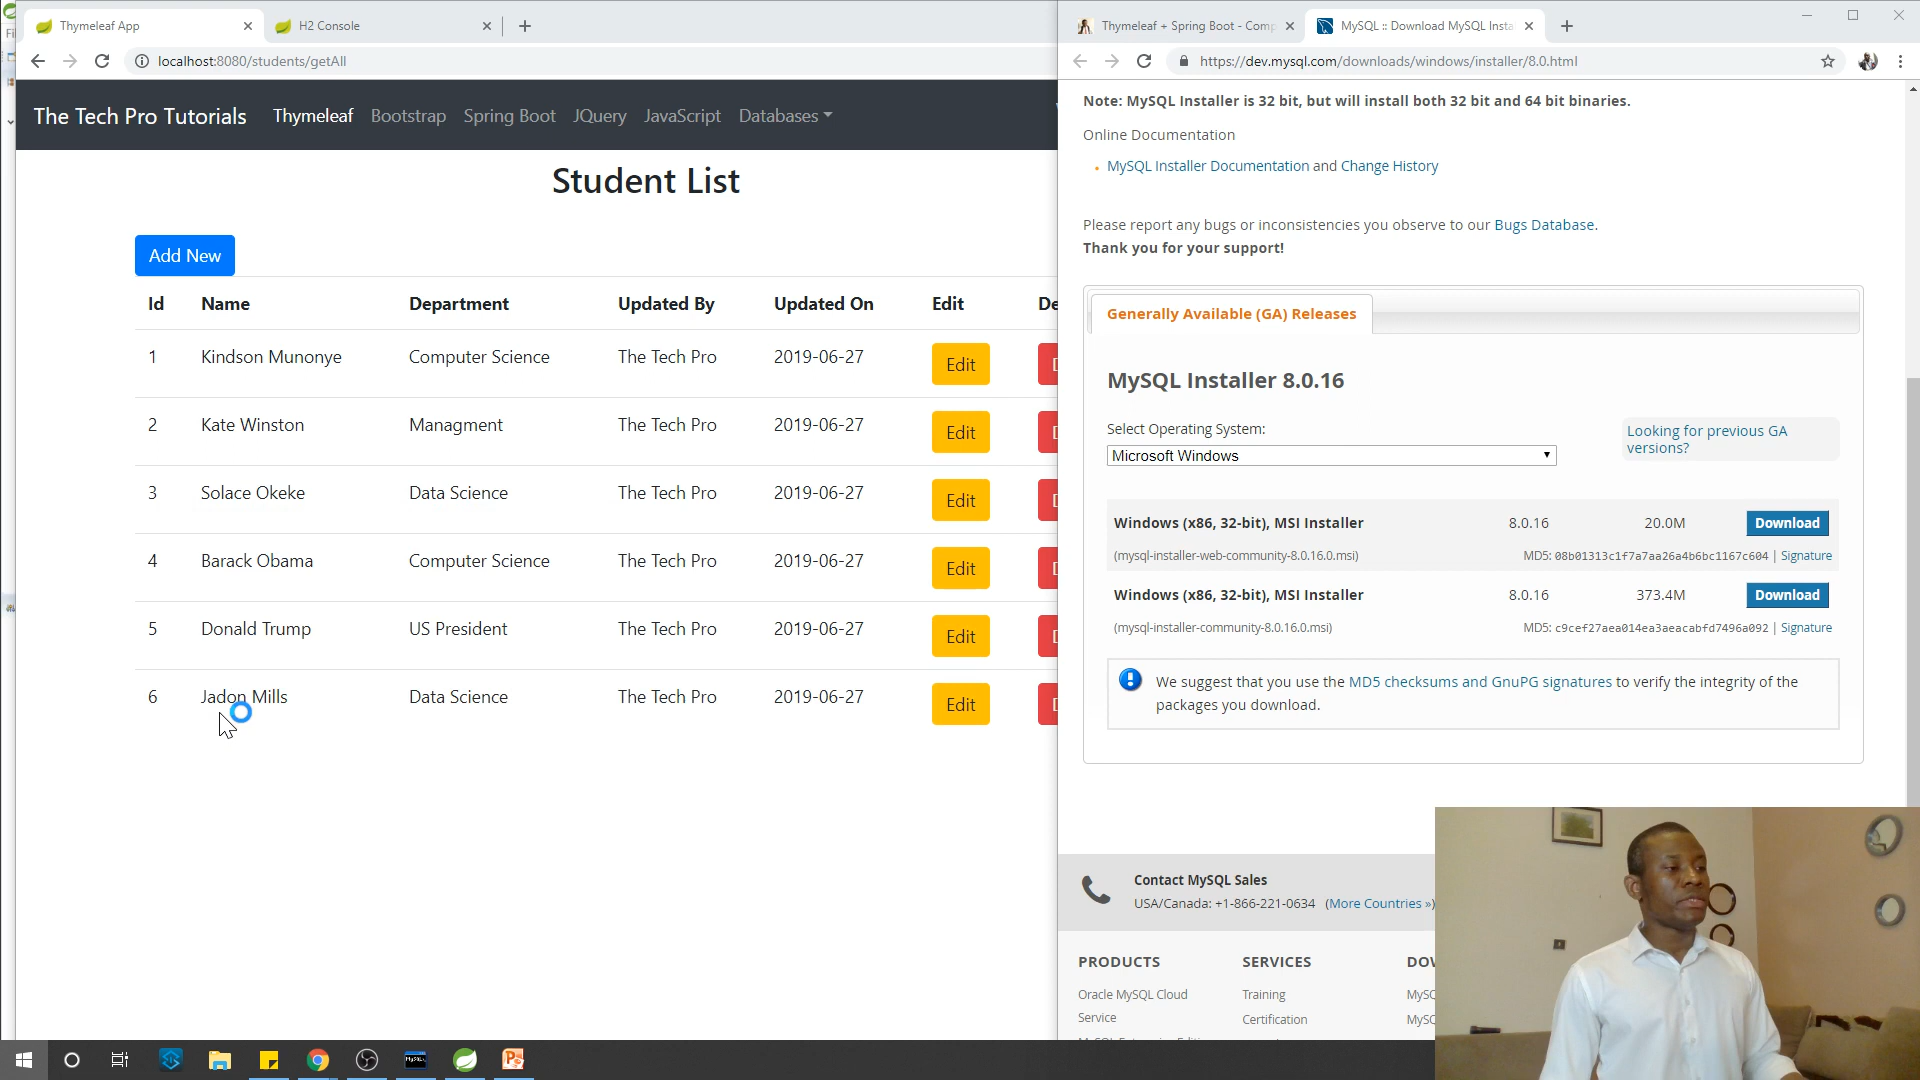 Thymeleaf App
H2 Console
localhost:8080/students/getAll
The Tech Pro Tutorials Thymeleaf Bootstrap Spring Boot JQuery JavaScript Databases
Student List
Add New
Id Name Department Updated By Updated On Edit De
1 Kindson Munonye Computer Science The Tech Pro 2019-06-27 Edit D
2 Kate Winston Managment The Tech Pro 2019-06-27 Edit D
3 Solace Okeke Data Science The Tech Pro 2019-06-27 Edit D
4 Barack Obama Computer Science The Tech Pro 2019-06-27 Edit D
5 Donald Trump US President The Tech Pro 2019-06-27 Edit D
6 Jadon Mills Data Science The Tech Pro 2019-06-27 Edit D
Thymeleaf + Spring Boot - Comp
MySQL :: Download MySQL Insta
https://dev.mysql.com/downloads/windows/installer/8.0.html
Note: MySQL Installer is 32 bit, but will install both 32 bit and 64 bit binaries.
Online Documentation
MySQL Installer Documentation and Change History
Please report any bugs or inconsistencies you observe to our Bugs Database.
Thank you for your support!
Generally Available (GA) Releases
MySQL Installer 8.0.16
Select Operating System:
Microsoft Windows
Looking for previous GA
versions?
Windows (x86, 32-bit), MSI Installer 8.0.16 20.0M Download
(mysql-installer-web-community-8.0.16.0.msi) MD5: 08b01313c1f7a7aa26a4b6bc1167c604 | Signature
Windows (x86, 32-bit), MSI Installer 8.0.16 373.4M Download
(mysql-installer-community-8.0.16.0.msi) MD5: c9cef27aea014ea3aeacabfd7496a092 | Signature
We suggest that you use the MD5 checksums and GnuPG signatures to verify the integrity of the
packages you download.
Contact MySQL Sales
USA/Canada: +1-866-221-0634 (More Countries »)
PRODUCTS SERVICES DOW
Oracle MySQL Cloud Training MySQ
Service Certification MySQ